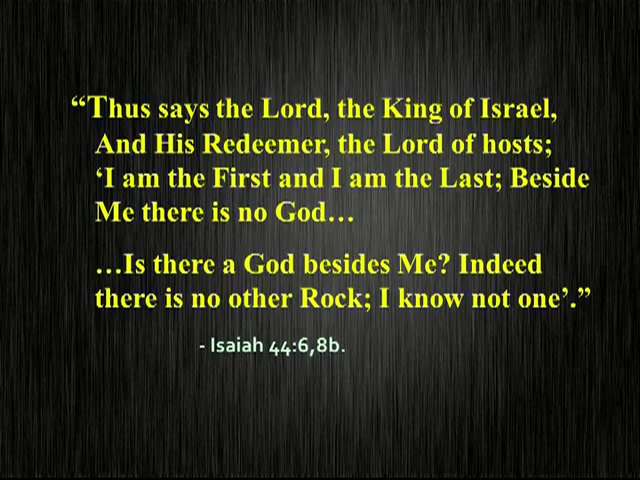 “Thus says the Lord, the King of Israel,
And His Redeemer, the Lord of hosts;
‘I am the First and I am the Last; Beside
Me there is no God…
…Is there a God besides Me? Indeed
there is no other Rock; I know not one’.”
- Isaiah 44:6,8b.